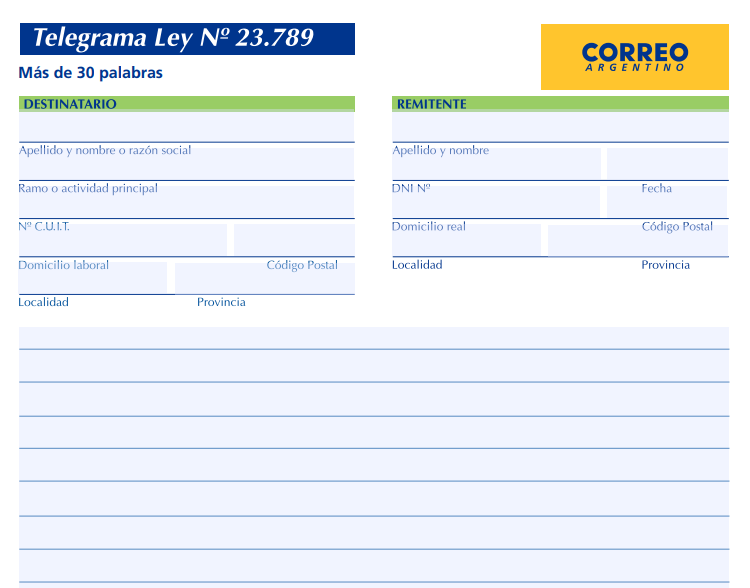 Telegrama Ley Nº 23.789
Más de 30 palabras
CORREO
ARGENTINO
DESTINATARIO
Apellido y nombre o razón social
Ramo o actividad principal
Nº C.U.I.T.
Domicilio laboral Código Postal
Localidad Provincia
REMITENTE
Apellido y nombre
DNI Nº Fecha
Domicilio real Código Postal
Localidad Provincia